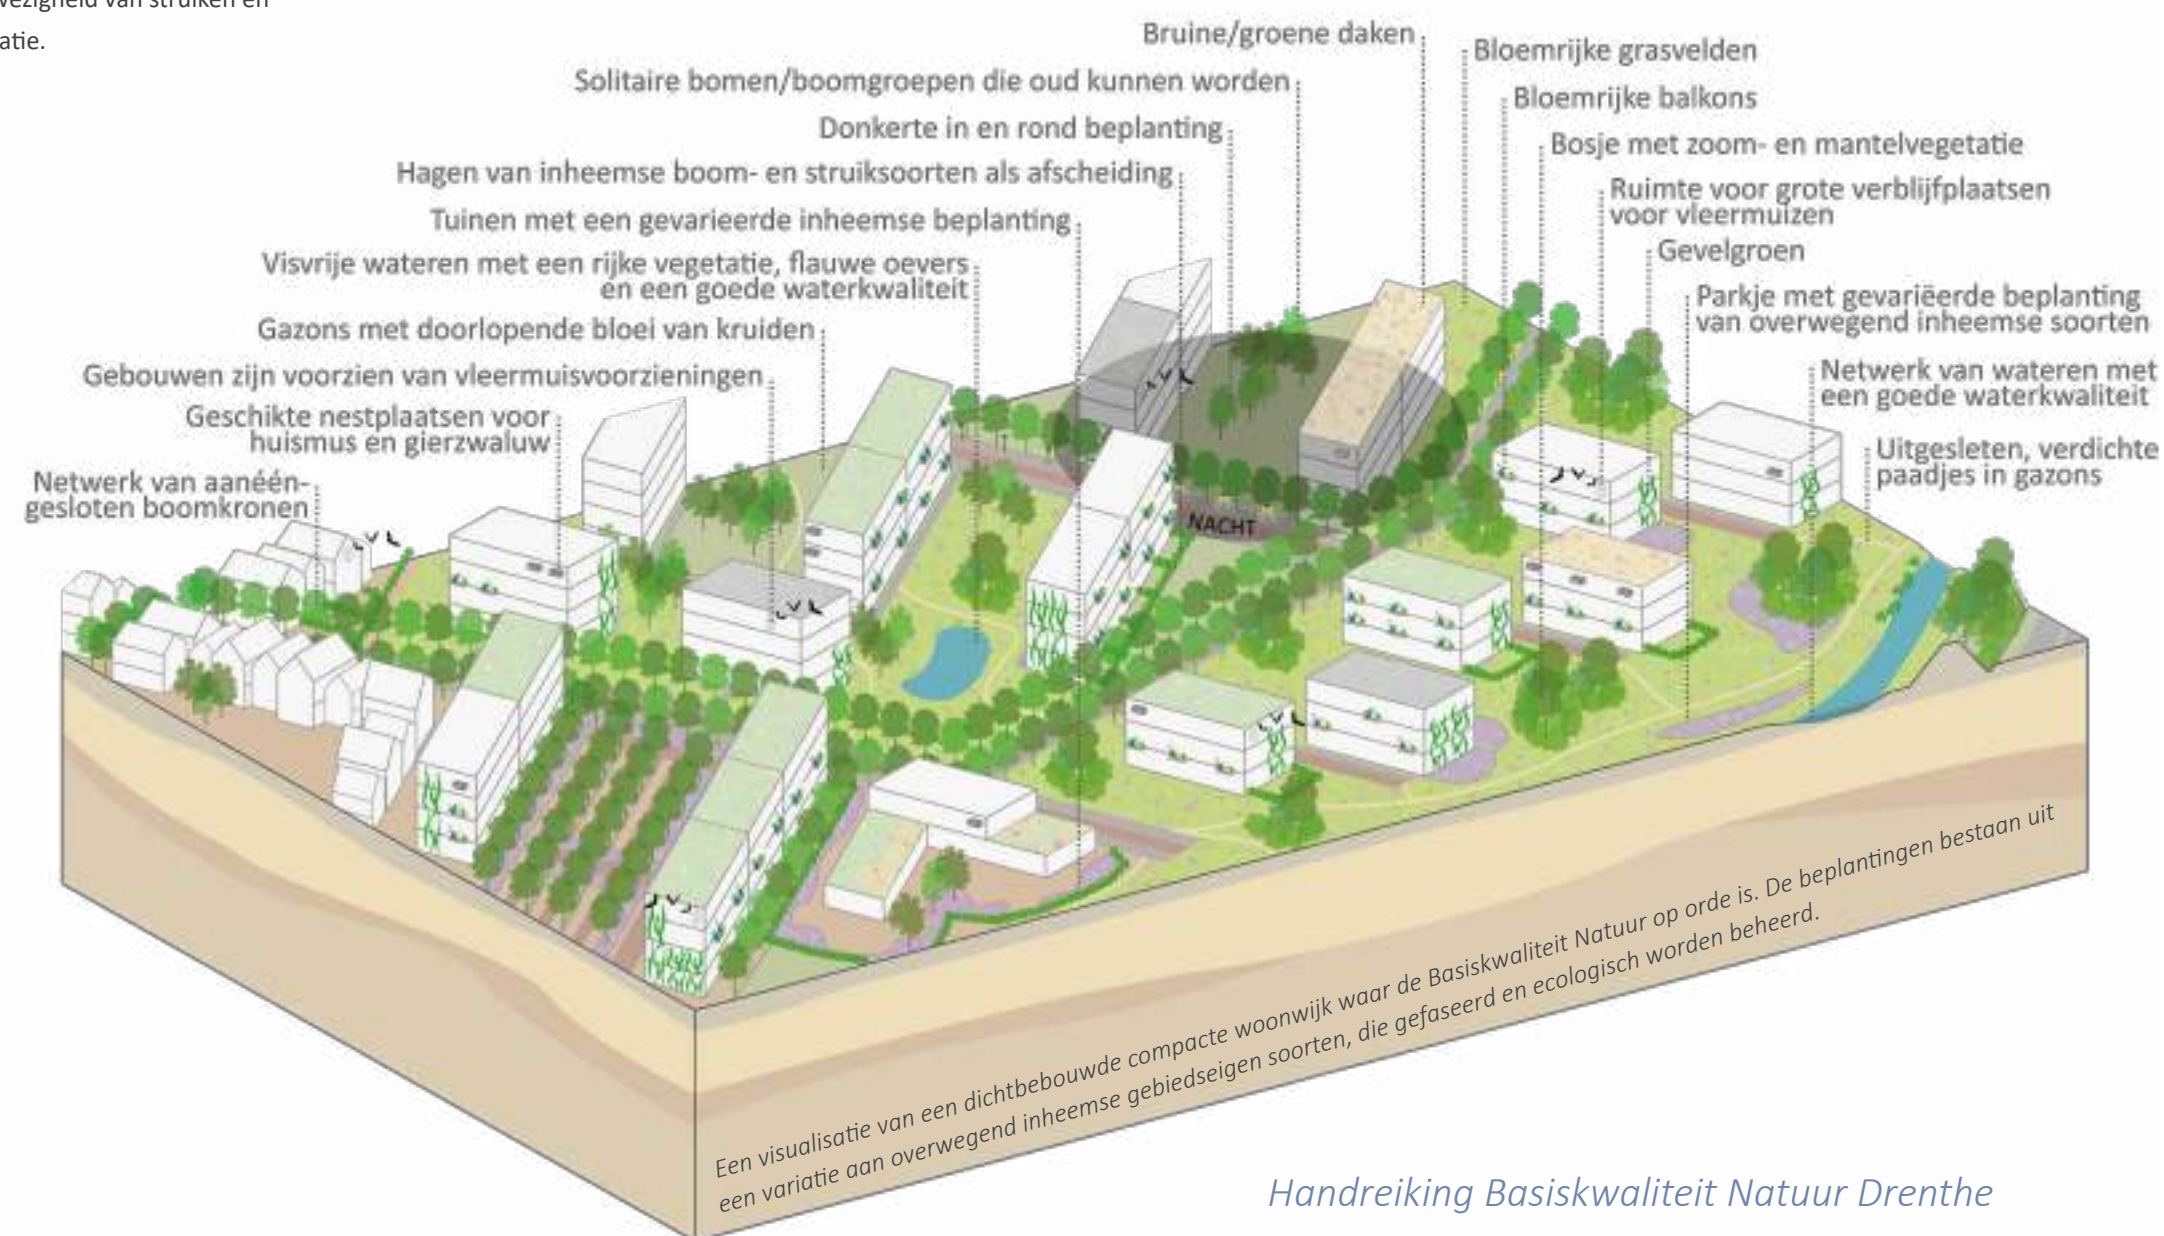 vezigheid van struiken en
atie.
Bruine/groene daken
Bloemrijke grasvelden
Solitaire bomen/boomgroepen die oud kunnen worden
Bloemrijke balkons
Donkerte in en rond beplanting
Bosje met zoom- en mantelvegetatie
Hagen van inheemse boom- en struiksoorten als afscheiding
Ruimte voor grote verblijfplaatsen
voor vleermuizen
Tuinen met een gevarieerde inheemse beplanting
Gevelgroen
Visvrije wateren met een rijke vegetatie, flauwe oevers
en een goede waterkwaliteit
Parkje met gevariëerde beplanting
van overwegend inheemse soorten
Gazons met doorlopende bloei van kruiden
Netwerk van wateren met
een goede waterkwaliteit
Gebouwen zijn voorzien van vleermuisvoorzieningen
Geschikte nestplaatsen voor
huismus en gierzwaluw
Uitgesleten, verdichte
paadjes in gazons
Netwerk van aanéén-
gesloten boomkronen
NACHT
Een visualisatie van een dichtbebouwde compacte woonwijk waar de Basiskwaliteit Natuur op orde is. De beplantingen bestaan uit
een variatie aan overwegend inheemse gebiedseigen soorten, die gefaseerd en ecologisch worden beheerd.
Handreiking Basiskwaliteit Natuur Drenthe